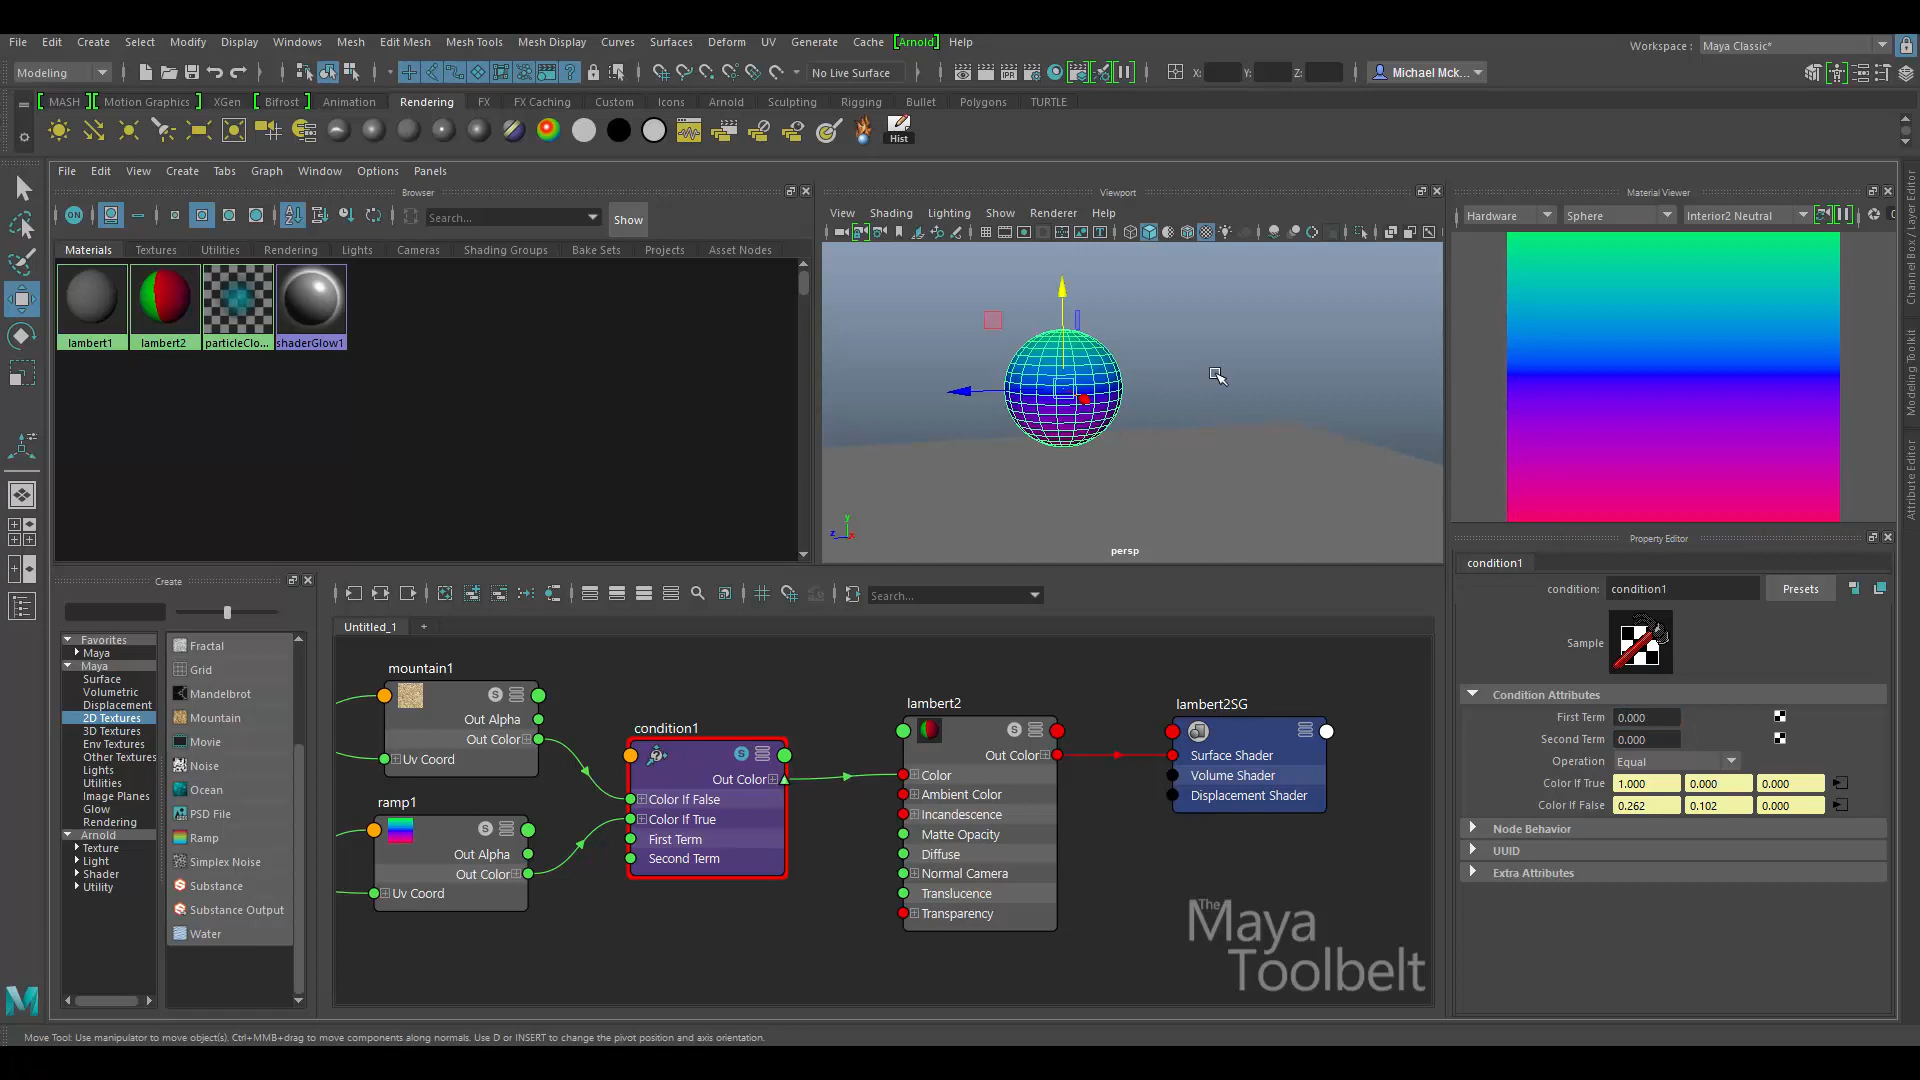 File Edit Create Select Modify Display Windows Mesh Edit Mesh Mesh Tools Mesh Display Curves Surfaces Deform UV Generate Cache [Arnold] Help
Workspace : Maya Classic*
Modeling No Live Surface X: Y: Z: Michael Mck...
MASH Motion Graphics XGen Bifrost Animation Rendering FX FX Caching Custom Icons Arnold Sculpting Rigging Bullet Polygons TURTLE
IPR
Hist
File Edit View Create Tabs Graph Window Options Panels
Browser
ON Search... Show
Materials Textures Utilities Rendering Lights Cameras Shading Groups Bake Sets Projects Asset Nodes
lambert1 lambert2 particleClo... shaderGlow1
Viewport
View Shading Lighting Show Renderer Help
y
z x
persp
Material Viewer
Hardware Sphere Interior2 Neutral
Channel Box / Layer Editor
Modeling Toolkit
Attribute Editor
Create
Favorites
Maya
Maya
Surface
Volumetric
Displacement
2D Textures
3D Textures
Env Textures
Other Textures
Lights
Utilities
Image Planes
Glow
Rendering
Arnold
Texture
Light
Shader
Utility
Fractal
Grid
Mandelbrot
Mountain
Movie
Noise
Ocean
PSD File
Ramp
Simplex Noise
Substance
Substance Output
Water
Search...
Untitled_1 +
mountain1
S
Out Alpha
Out Color
Uv Coord
ramp1
S
Out Alpha
Out Color
Uv Coord
condition1
S
Out Color
Color If False
Color If True
First Term
Second Term
lambert2
S
Out Color
Color
Ambient Color
Incandescence
Matte Opacity
Diffuse
Normal Camera
Translucence
Transparency
lambert2SG
Surface Shader
Volume Shader
Displacement Shader
The
Maya
Toolbelt
Property Editor
condition1
condition: condition1 Presets
Sample
Condition Attributes
First Term 0.000
Second Term 0.000
Operation Equal
Color If True 1.000 0.000 0.000
Color If False 0.262 0.102 0.000
Node Behavior
UUID
Extra Attributes
M
Move Tool: Use manipulator to move object(s). Ctrl+MMB+drag to move components along normals. Use D or INSERT to change the pivot position and axis orientation.